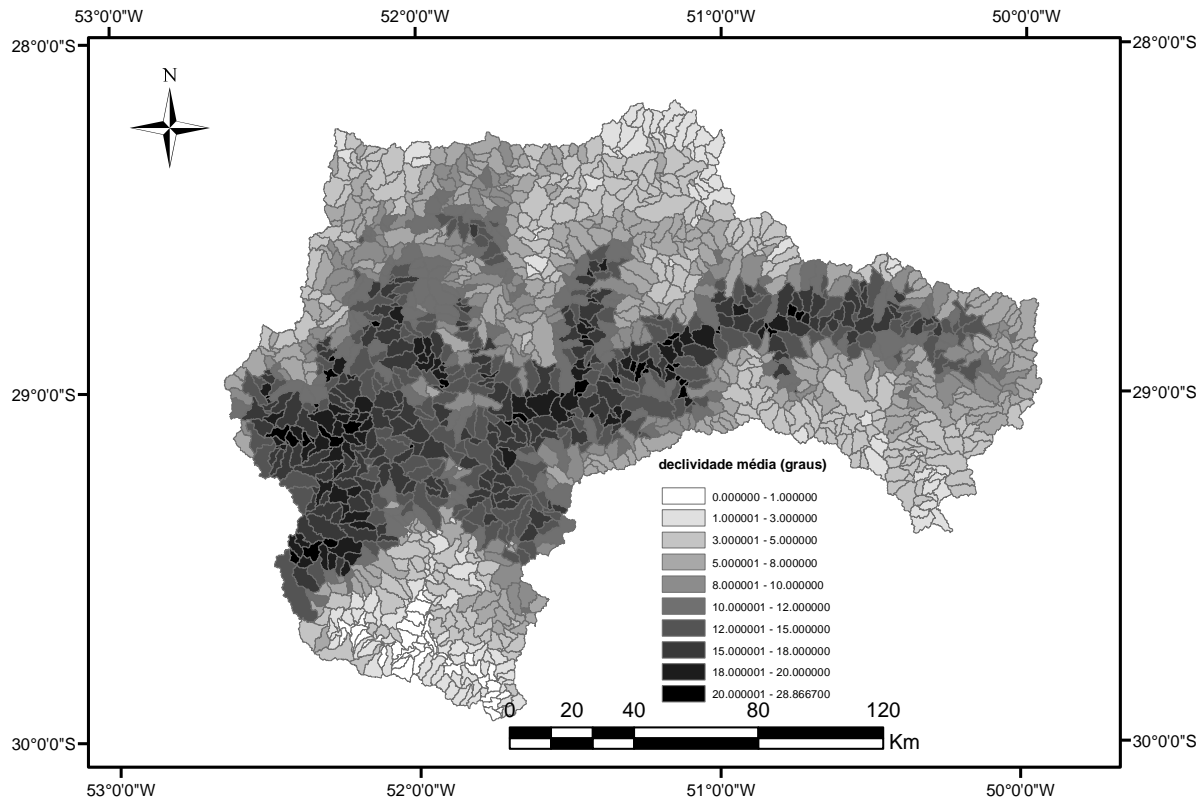 53°0'0"W 52°0'0"W 51°0'0"W 50°0'0"W
28°0'0"S 28°0'0"S
N
29°0'0"S 29°0'0"S
declividade média (graus)
0.000000 - 1.000000
1.000001 - 3.000000
3.000001 - 5.000000
5.000001 - 8.000000
8.000001 - 10.000000
10.000001 - 12.000000
12.000001 - 15.000000
15.000001 - 18.000000
18.000001 - 20.000000
20.000001 - 28.866700
0 20 40 80 120
Km
30°0'0"S 30°0'0"S
53°0'0"W 52°0'0"W 51°0'0"W 50°0'0"W